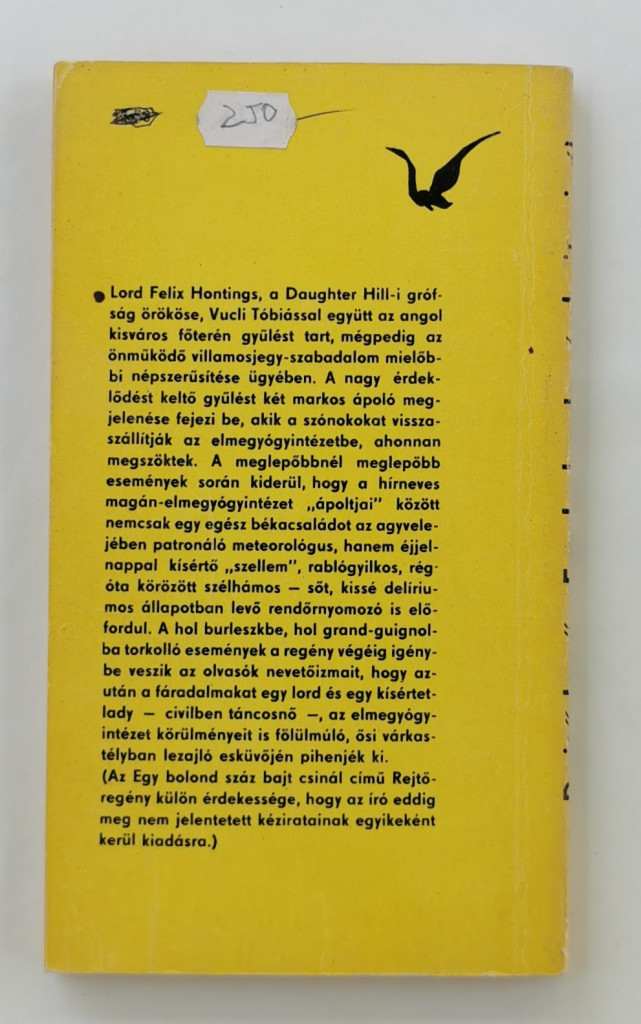 250
Lord Felix Hontings, a Daughter Hill-i gróf-
ság örököse, Vucli Tóbiással együtt az angol
kisváros főterén gyűlést tart, mégpedig az
önműködő villamosjegy-szabadalom mielőb-
bi népszerűsítése ügyében. A nagy érdek-
lődést keltő gyűlést két markos ápoló meg-
jelenése fejezi be, akik a szónokokat vissza-
szállítják az elmegyógyintézetbe, ahonnan
megszöktek. A meglepőbbnél meglepőbb
események során kiderül, hogy a hírneves
magán-elmegyógyintézet „ápoltjai" között
nemcsak egy egész békacsaládot az agyvele-
jében patronáló meteorológus, hanem éjjel-
nappal kísértő „szellem", rablógyilkos, rég-
óta körözött szélhámos — sőt, kissé delíriu-
mos állapotban levő rendőrnyomozó is elő-
fordul. A hol burleszkbe, hol grand-guignol-
ba torkolló események a regény végéig igény-
be veszik az olvasók nevetőizmait, hogy az-
után a fáradalmakat egy lord és egy kísértet-
lady — civilben táncosnő —, az elmegyógy-
intézet körülményeit is fölülmúló, ősi várkas-
télyban lezajló esküvőjén pihenjék ki.
(Az Egy bolond száz bajt csinál című Rejtő-
regény külön érdekessége, hogy az író eddig
meg nem jelentetett kéziratainak egyikeként
kerül kiadásra.)